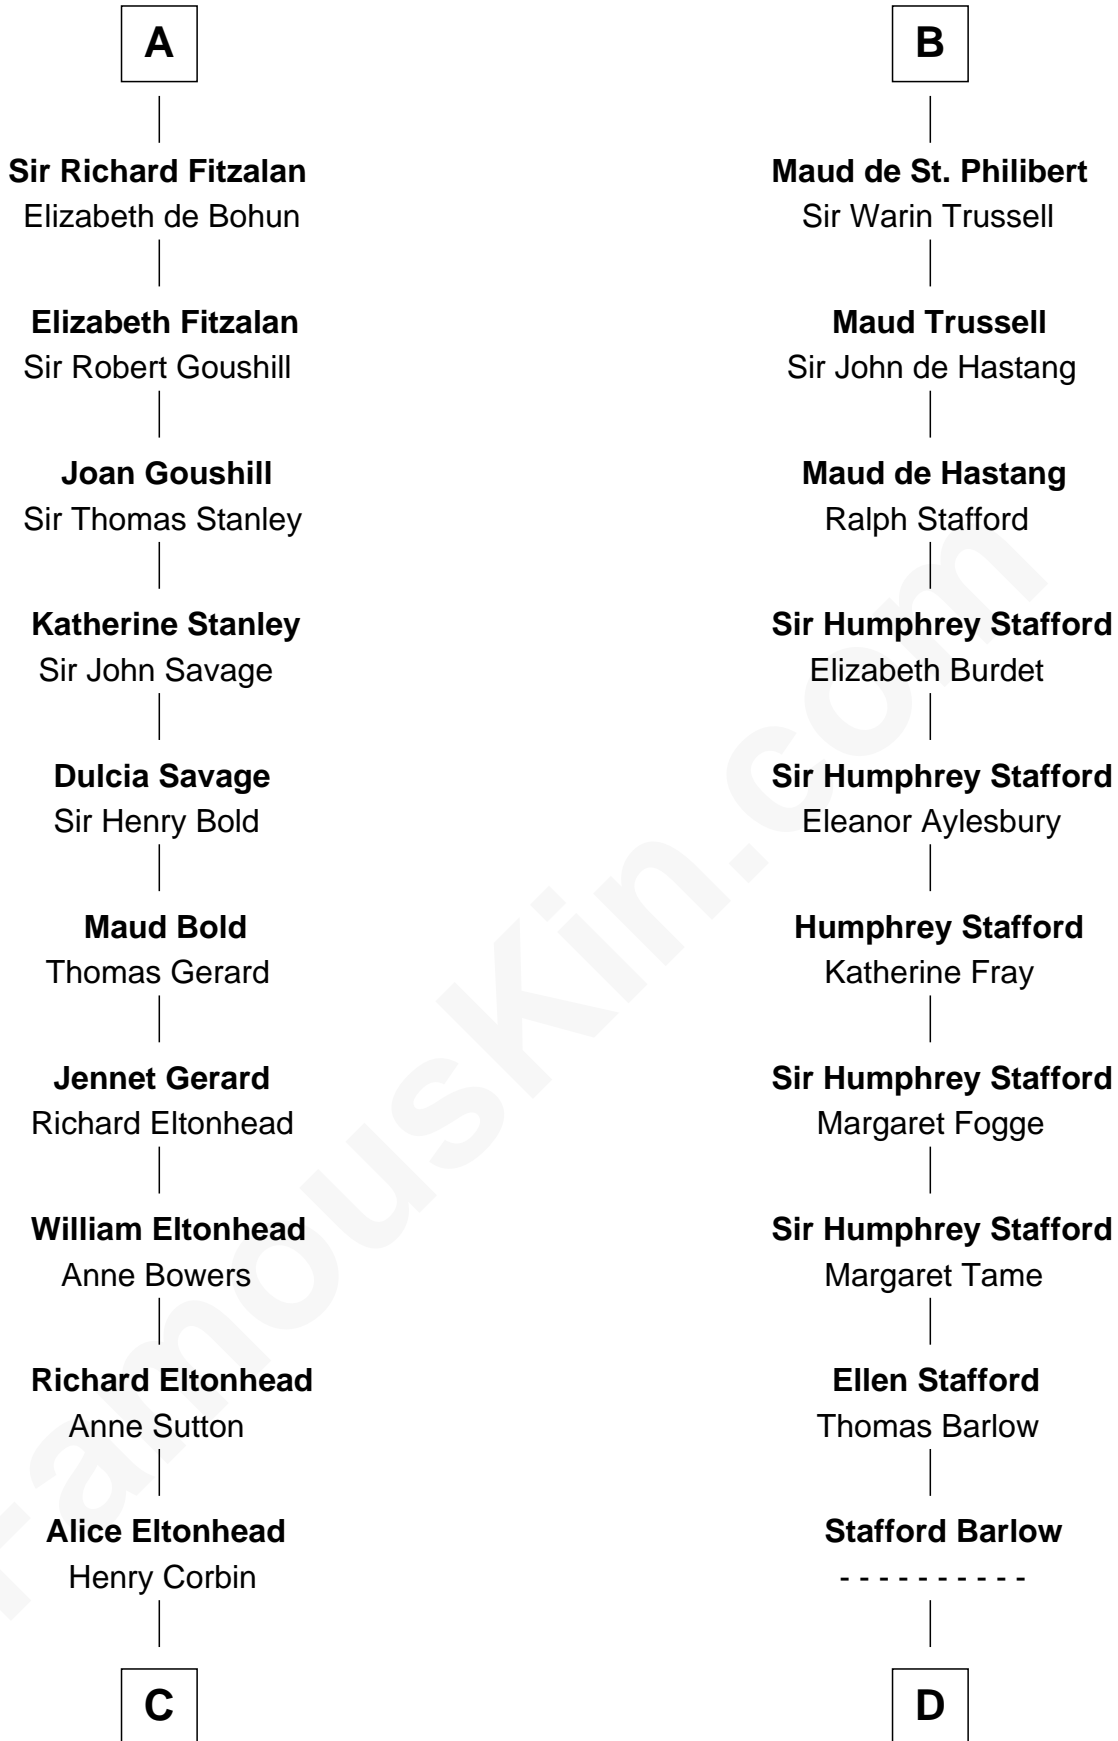 A
Sir Richard Fitzalan
Elizabeth de Bohun
Elizabeth Fitzalan
Sir Robert Goushill
Joan Goushill
Sir Thomas Stanley
Katherine Stanley
Sir John Savage
Dulcia Savage
Sir Henry Bold
Maud Bold
Thomas Gerard
Jennet Gerard
Richard Eltonhead
William Eltonhead
Anne Bowers
Richard Eltonhead
Anne Sutton
Alice Eltonhead
Henry Corbin
C
B
Maud de St. Philibert
Sir Warin Trussell
Maud Trussell
Sir John de Hastang
Maud de Hastang
Ralph Stafford
Sir Humphrey Stafford
Elizabeth Burdet
Sir Humphrey Stafford
Eleanor Aylesbury
Humphrey Stafford
Katherine Fray
Sir Humphrey Stafford
Margaret Fogge
Sir Humphrey Stafford
Margaret Tame
Ellen Stafford
Thomas Barlow
Stafford Barlow
- - - - - - - - - -
D
FamousKin.com